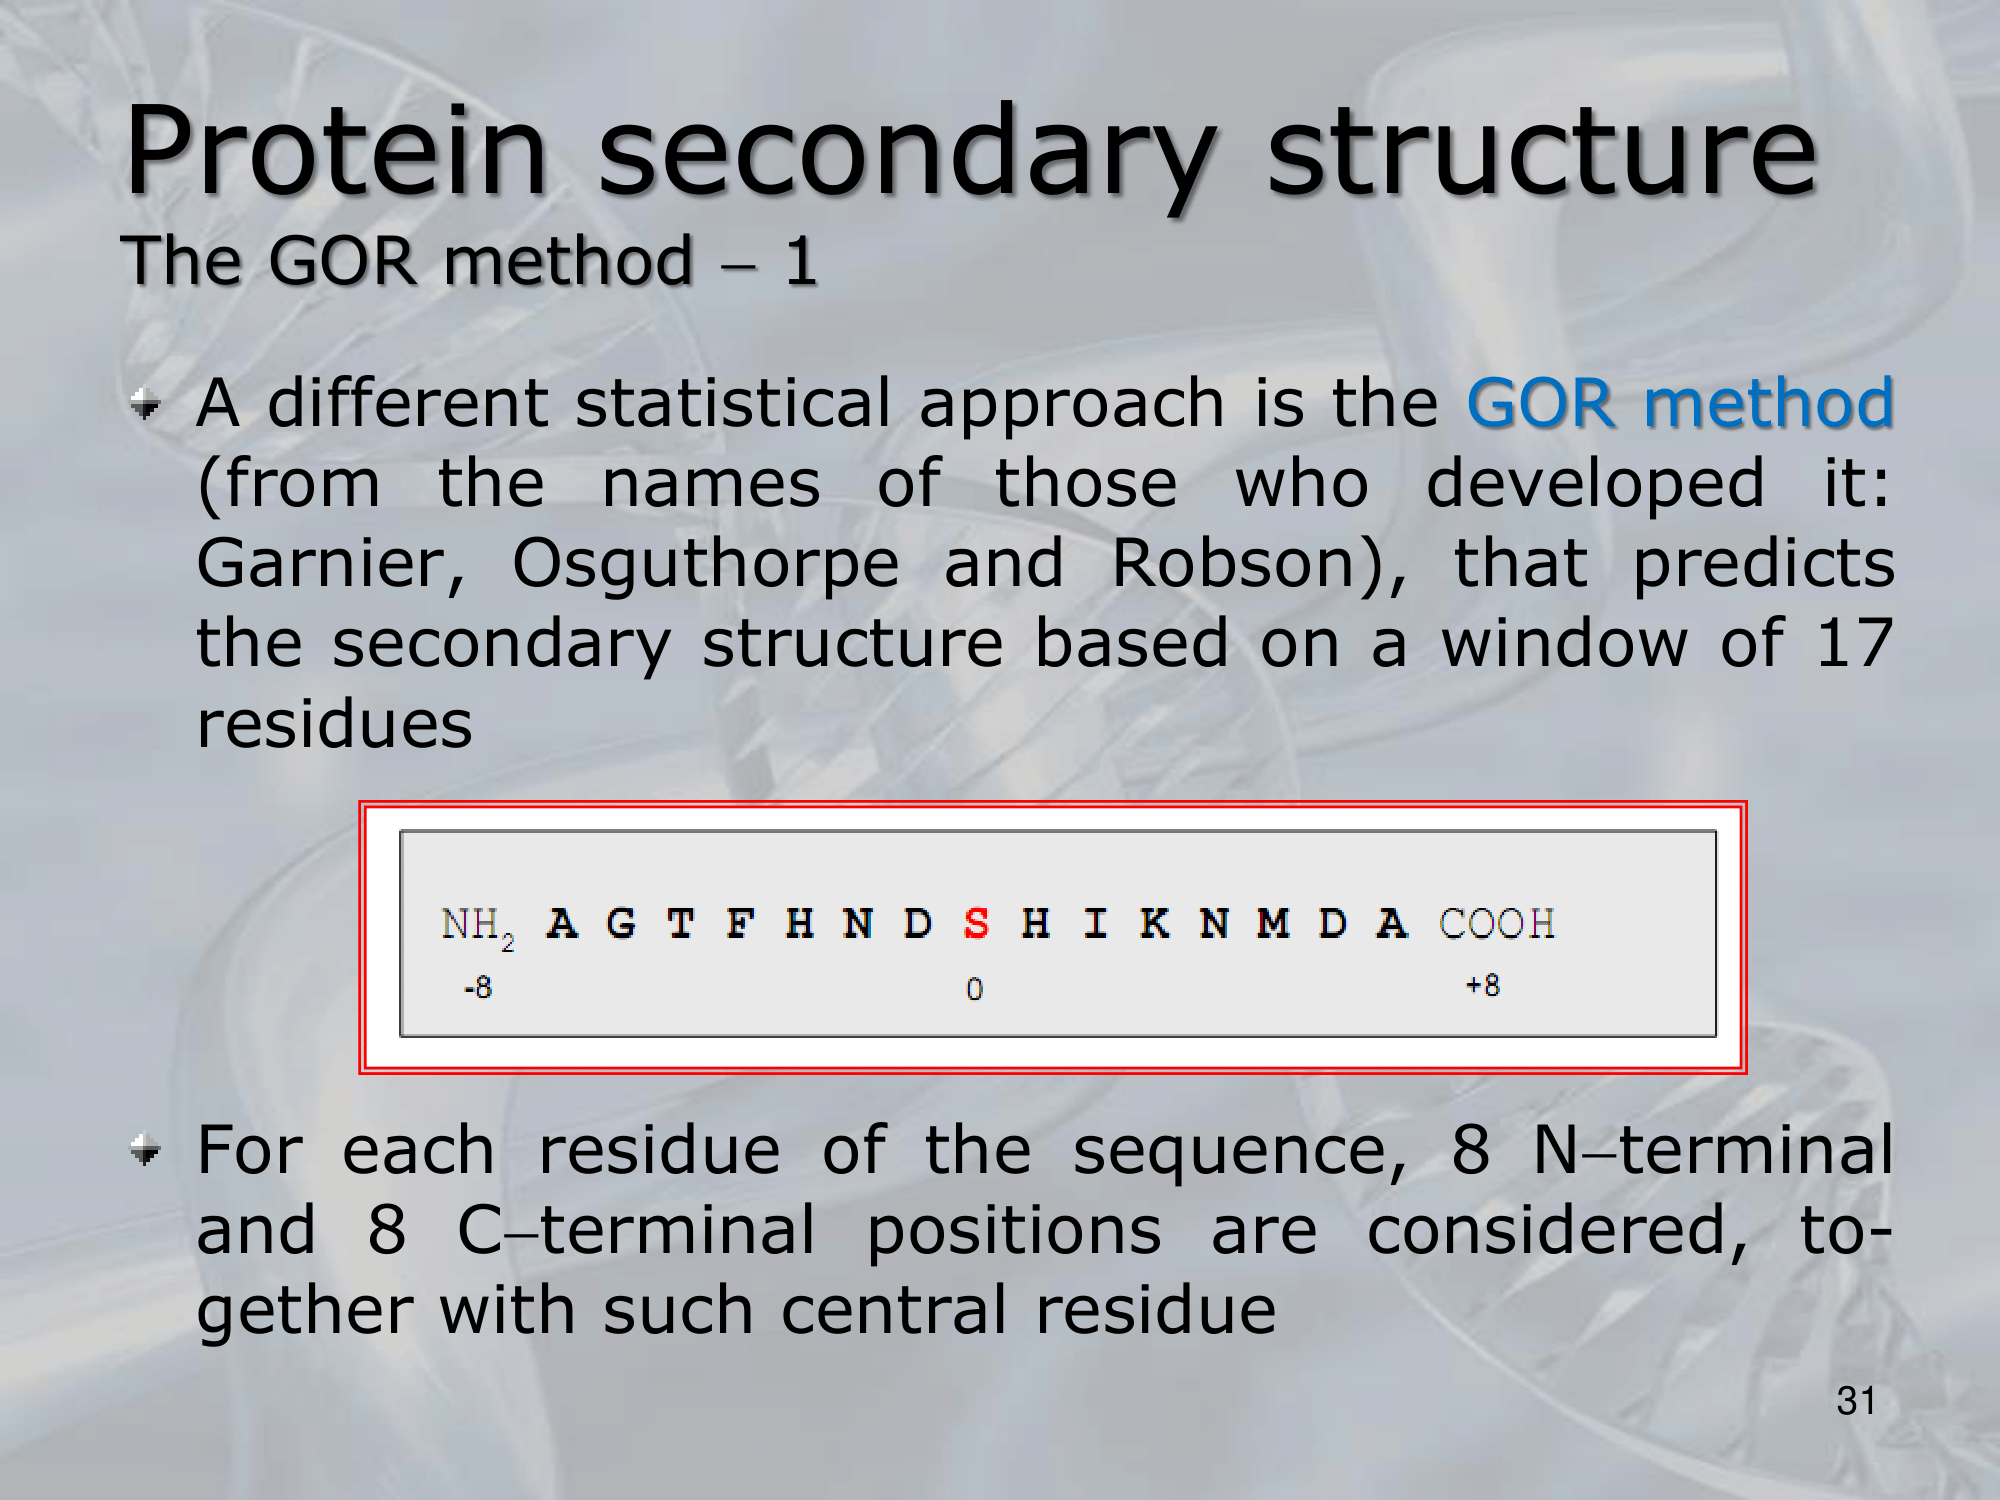 Protein secondary structure
The GOR method – 1
A different statistical approach is the GOR method
(from the names of those who developed it:
Garnier, Osguthorpe and Robson), that predicts
the secondary structure based on a window of 17
residues
NH₂ A G T F H N D S H I K N M D A COOH
-8 0 +8
For each residue of the sequence, 8 N–terminal
and 8 C–terminal positions are considered, to-
gether with such central residue
31